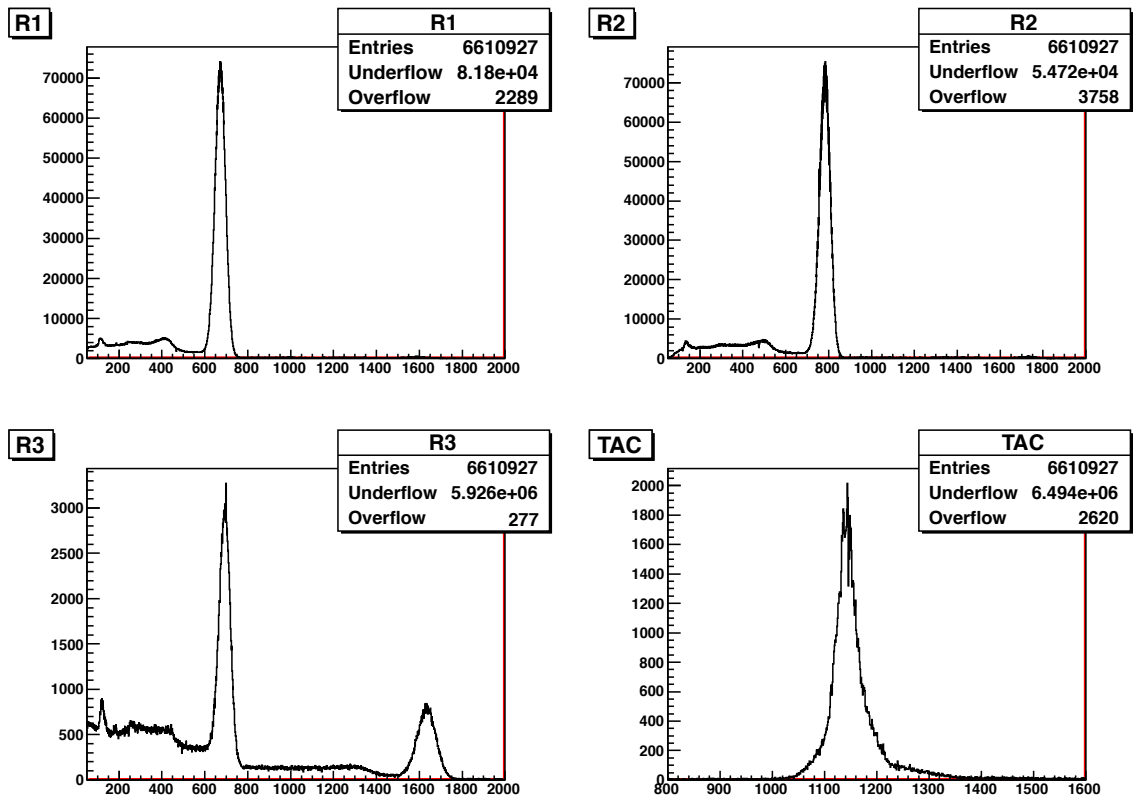 R1
R1
Entries 6610927
Underflow 8.18e+04
Overflow 2289
70000
60000
50000
40000
30000
20000
10000
0
200 400 600 800 1000 1200 1400 1600 1800 2000
R2
R2
Entries 6610927
Underflow 5.472e+04
Overflow 3758
70000
60000
50000
40000
30000
20000
10000
0
200 400 600 800 1000 1200 1400 1600 1800 2000
R3
R3
Entries 6610927
Underflow 5.926e+06
Overflow 277
3000
2500
2000
1500
1000
500
0
200 400 600 800 1000 1200 1400 1600 1800 2000
TAC
TAC
Entries 6610927
Underflow 6.494e+06
Overflow 2620
2000
1800
1600
1400
1200
1000
800
600
400
200
0
800 900 1000 1100 1200 1300 1400 1500 1600